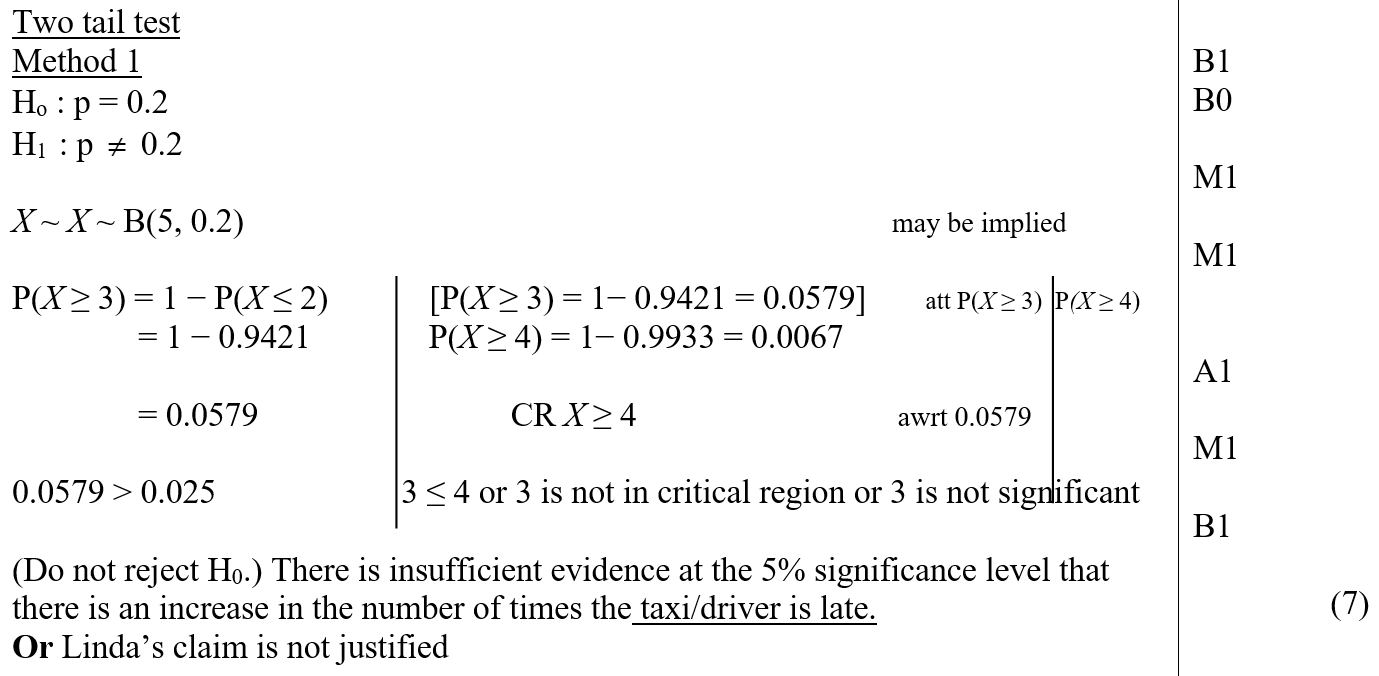 Two tail test
Method 1 B1
H₀ : p = 0.2 B0
H₁ : p ≠ 0.2
M1
X ~ X ~ B(5, 0.2) may be implied
M1
P(X ≥ 3) = 1 − P(X ≤ 2) [P(X ≥ 3) = 1− 0.9421 = 0.0579] att P(X ≥ 3) P(X ≥ 4)
= 1 − 0.9421 P(X ≥ 4) = 1− 0.9933 = 0.0067
A1
= 0.0579 CR X ≥ 4 awrt 0.0579
M1
0.0579 > 0.025 3 ≤ 4 or 3 is not in critical region or 3 is not significant
B1
(Do not reject H₀.) There is insufficient evidence at the 5% significance level that
there is an increase in the number of times the taxi/driver is late. (7)
Or Linda’s claim is not justified